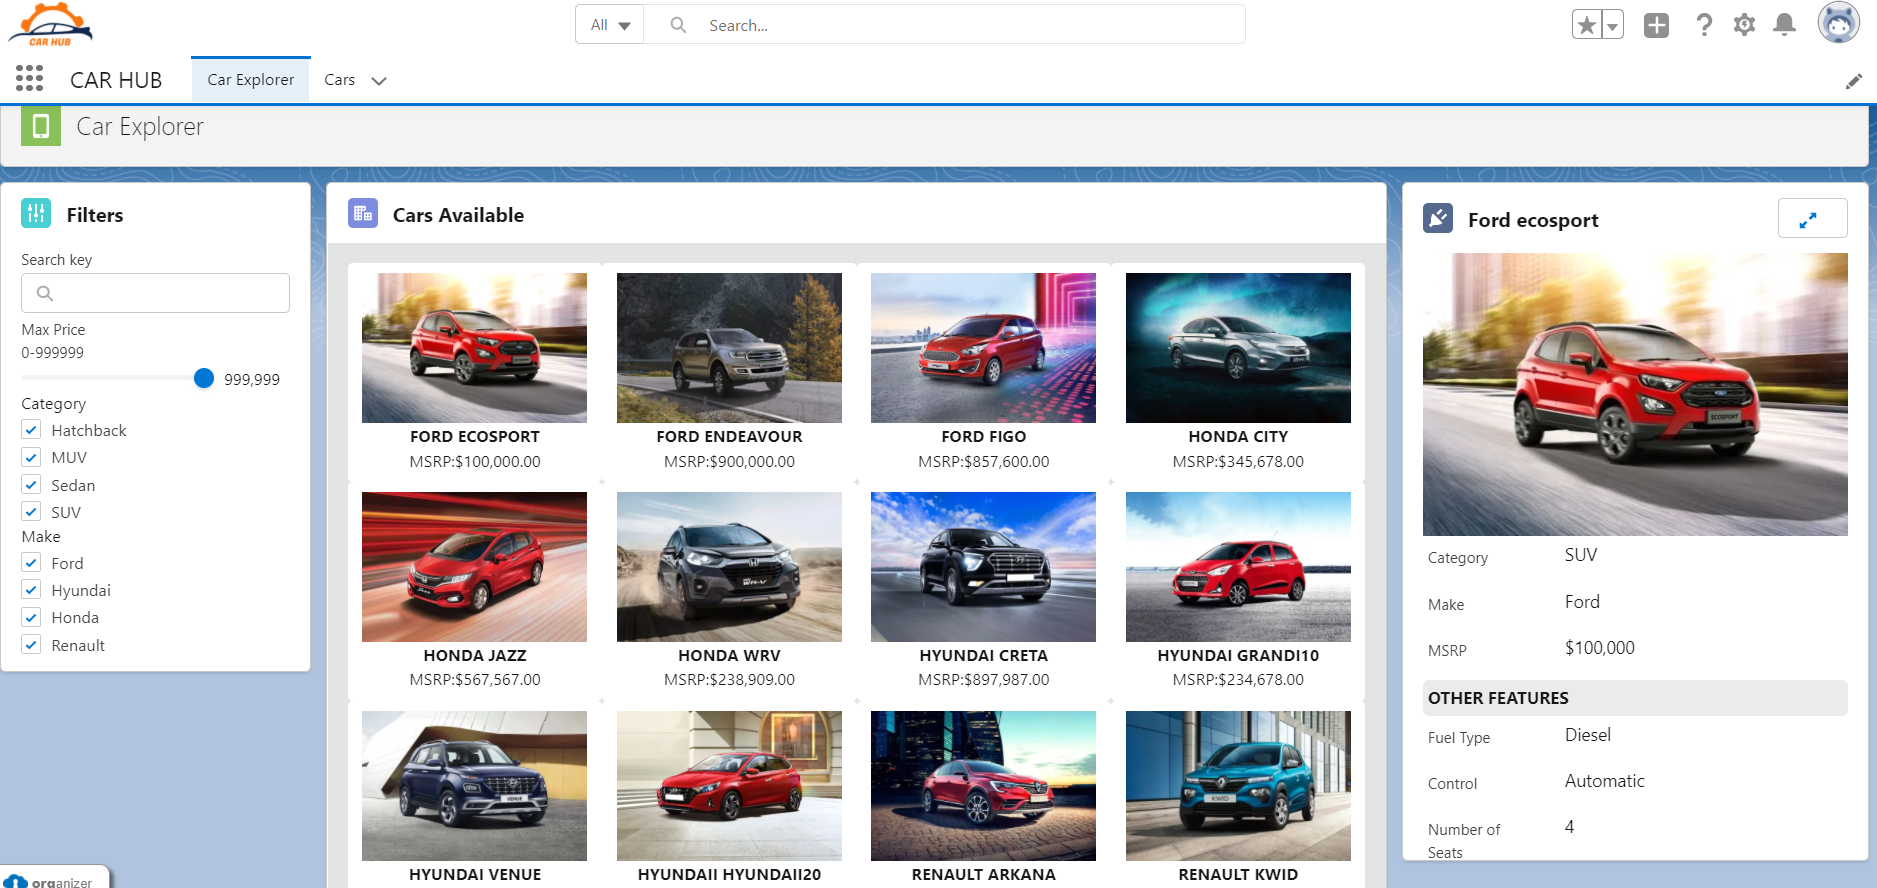 CAR HUB
All
Search...
CAR HUB
Car Explorer
Cars
Car Explorer
Filters
Search key
Max Price
0-999999
999,999
Category
Hatchback
MUV
Sedan
SUV
Make
Ford
Hyundai
Honda
Renault
organizer
Cars Available
FORD ECOSPORT
MSRP:$100,000.00
FORD ENDEAVOUR
MSRP:$900,000.00
FORD FIGO
MSRP:$857,600.00
HONDA CITY
MSRP:$345,678.00
HONDA JAZZ
MSRP:$567,567.00
WR-V
HONDA WRV
MSRP:$238,909.00
HYUNDAI CRETA
MSRP:$897,987.00
HYUNDAI GRANDI10
MSRP:$234,678.00
VENUE
HYUNDAI VENUE
HYUNDAII HYUNDAII20
RENAULT ARKANA
KWID
RENAULT KWID
Ford ecosport
ECOSPORT
Category
SUV
Make
Ford
MSRP
$100,000
OTHER FEATURES
Fuel Type
Diesel
Control
Automatic
Number of
Seats
4